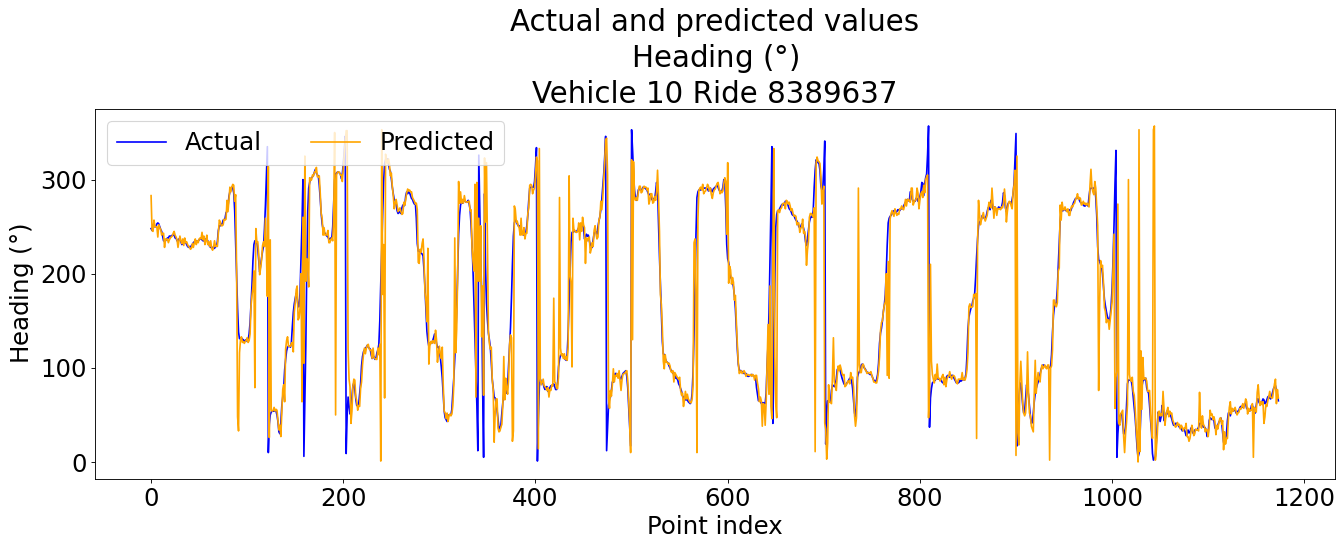 Actual and predicted values
Heading (°)
Vehicle 10 Ride 8389637
Actual Predicted
Heading (°)
300
200
100
0
0 200 400 600 800 1000 1200
Point index